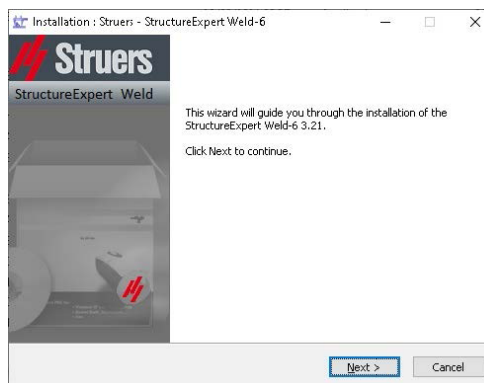 Installation : Struers - StructureExpert Weld-6
Struers
StructureExpert Weld
This wizard will guide you through the installation of the
StructureExpert Weld-6 3.21.
Click Next to continue.
Next >
Cancel